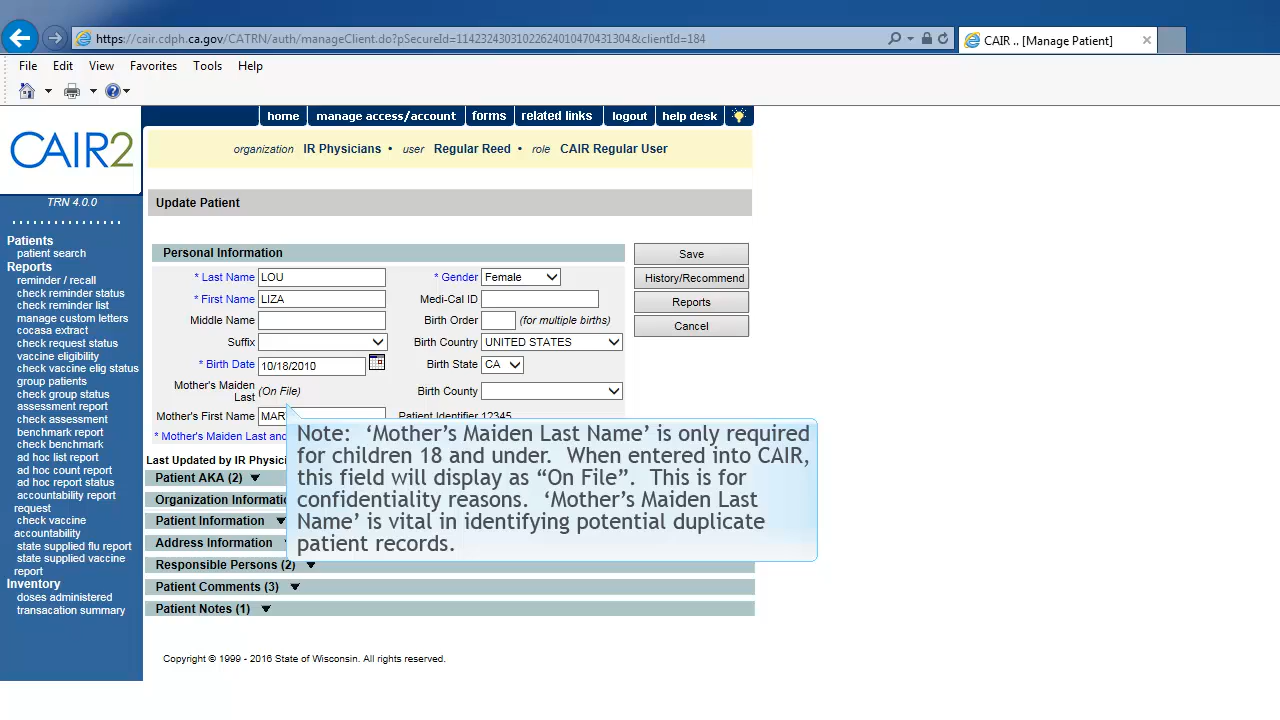 https://cair.cdph.ca.gov/CATRN/auth/manageClient.do?pSecureId=114232430310226240104704313048&clientId=184
CAIR .. [Manage Patient]
File Edit View Favorites Tools Help
home manage access/account forms related links logout help desk
CAIR2
organization IR Physicians • user Regular Reed • role CAIR Regular User
TRN 4.0.0
Update Patient
Patients
patient search
Reports
reminder / recall
check reminder status
check reminder list
manage custom letters
cocasa extract
check request status
vaccine eligibility
check vaccine elig status
group patients
check group status
assessment report
check assessment
benchmark report
check benchmark
ad hoc list report
ad hoc count report
ad hoc report status
accountability report
request
check vaccine
accountability
state supplied flu report
state supplied vaccine
report
Inventory
doses administered
transacation summary
Personal Information
* Last Name LOU * Gender Female
* First Name LIZA Medi-Cal ID
Middle Name Birth Order (for multiple births)
Suffix Birth Country UNITED STATES
* Birth Date 10/18/2010 Birth State CA
Mother's Maiden
Last (On File) Birth County
Mother's First Name MAR Patient Identifier 12345
* Mother's Maiden Last and
Save
History/Recommend
Reports
Cancel
Last Updated by IR Physici
Patient AKA (2)
Organization Informatio
Patient Information
Address Information
Responsible Persons (2)
Patient Comments (3)
Patient Notes (1)
Note: ‘Mother’s Maiden Last Name’ is only required
for children 18 and under. When entered into CAIR,
this field will display as “On File”. This is for
confidentiality reasons. ‘Mother’s Maiden Last
Name’ is vital in identifying potential duplicate
patient records.
Copyright © 1999 - 2016 State of Wisconsin. All rights reserved.